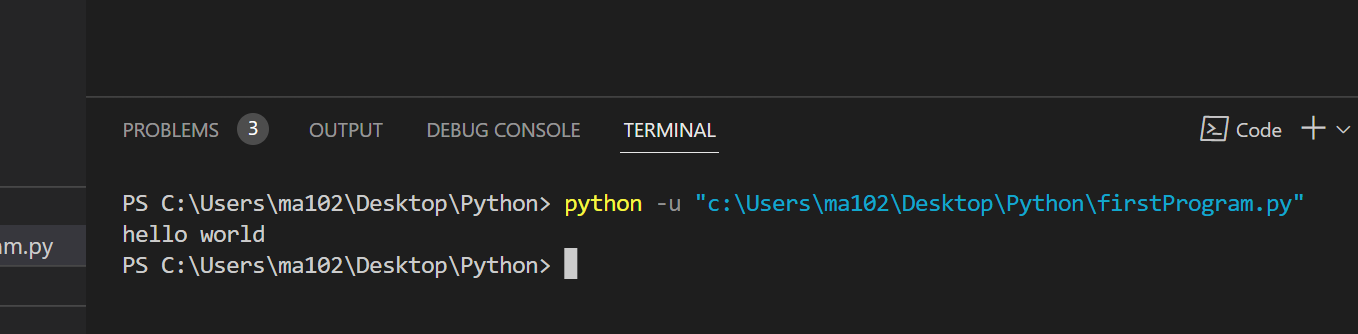 PROBLEMS 3 OUTPUT DEBUG CONSOLE TERMINAL Code
PS C:\Users\ma102\Desktop\Python> python -u "c:\Users\ma102\Desktop\Python\firstProgram.py"
hello world
am.py
PS C:\Users\ma102\Desktop\Python>